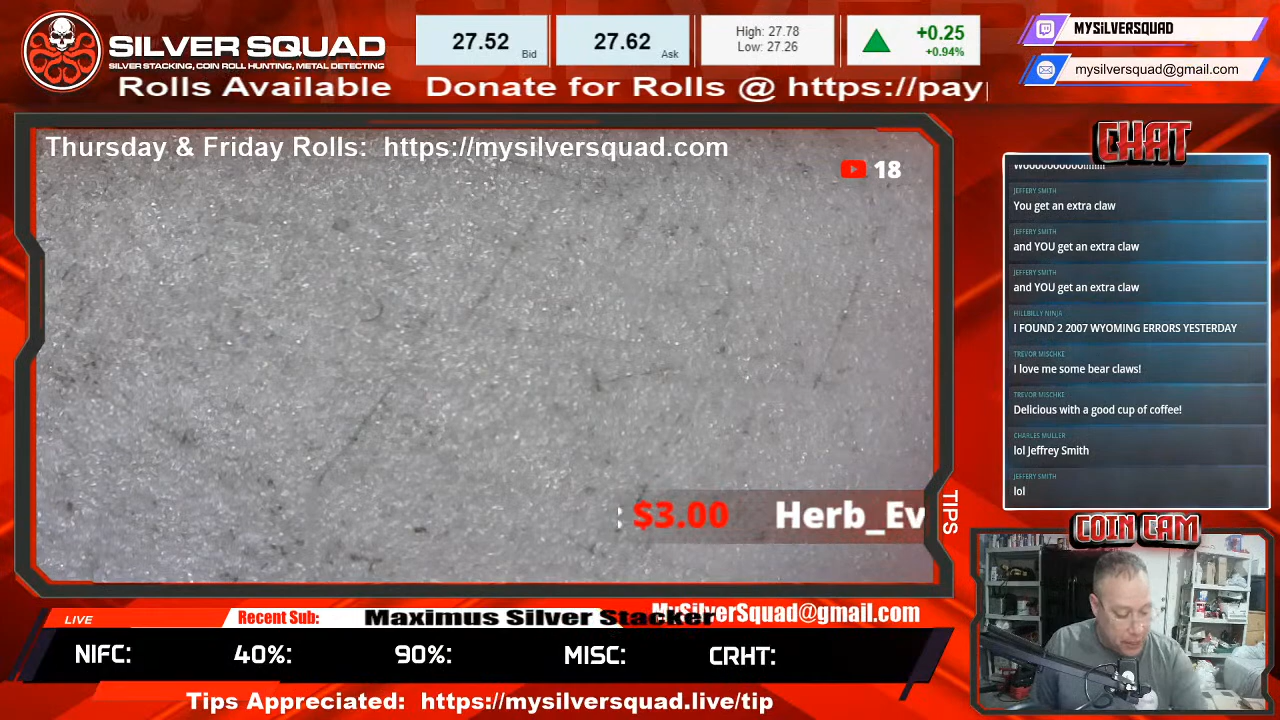 SILVER SQUAD
SILVER STACKING, COIN ROLL HUNTING, METAL DETECTING
27.52 Bid
27.62 Ask
High: 27.78
Low: 27.26
+0.25
+0.94%
MYSILVERSQUAD
mysilversquad@gmail.com
Rolls Available Donate for Rolls @ https://pay
Thursday & Friday Rolls: https://mysilversquad.com
18
CHAT
JEFFERY SMITH
You get an extra claw
JEFFERY SMITH
and YOU get an extra claw
JEFFERY SMITH
and YOU get an extra claw
HILLBILLY NINJA
I FOUND 2 2007 WYOMING ERRORS YESTERDAY
TREVOR MISCHKE
I love me some bear claws!
TREVOR MISCHKE
Delicious with a good cup of coffee!
CHARLES MULLER
lol Jeffrey Smith
JEFFERY SMITH
lol
: $3.00 Herb_Ev
TIPS
COIN CAM
LIVE
Recent Sub: Maximus Silver Stacker
MySilverSquad@gmail.com
NIFC: 40%: 90%: MISC: CRHT:
Tips Appreciated: https://mysilversquad.live/tip